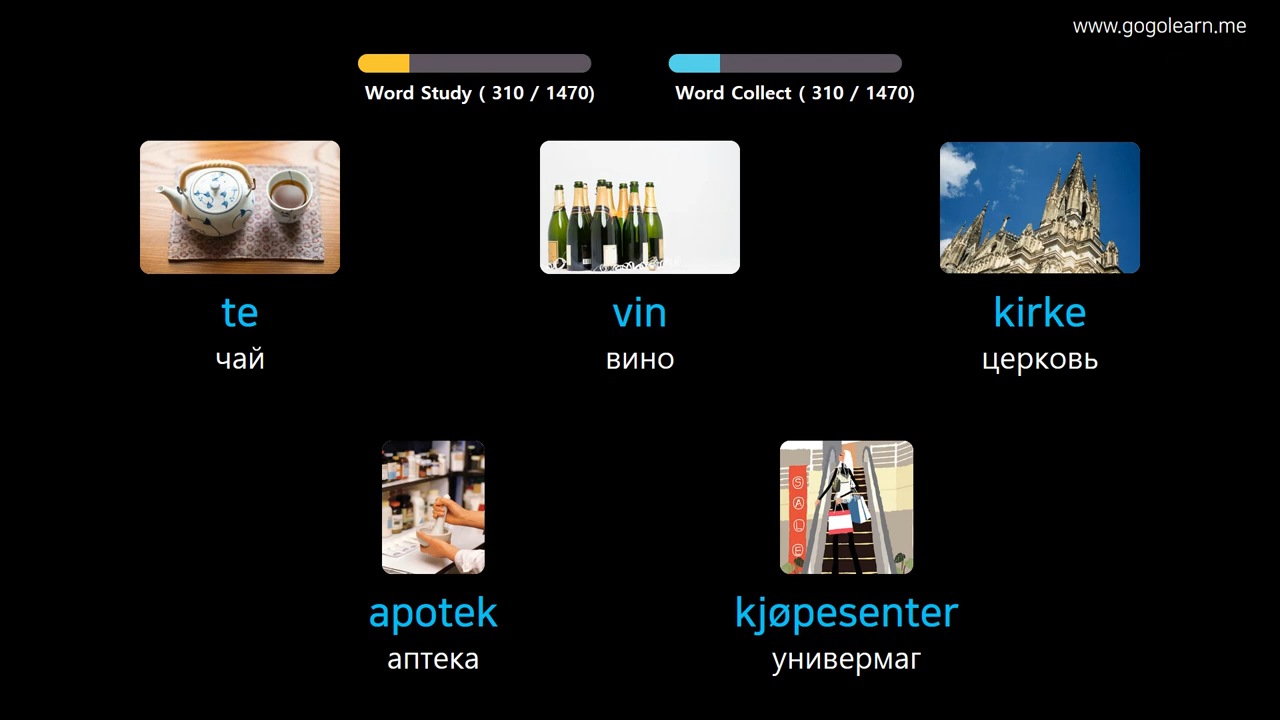 www.gogolearn.me
Word Study ( 310 / 1470)
Word Collect ( 310 / 1470)
te
чай
vin
вино
kirke
церковь
SALE
apotek
аптека
kjøpesenter
универмаг